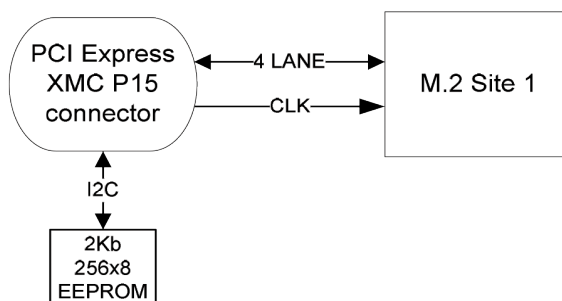 PCI Express
XMC P15
connector
4 LANE
CLK
M.2 Site 1
I2C
2Kb
256x8
EEPROM